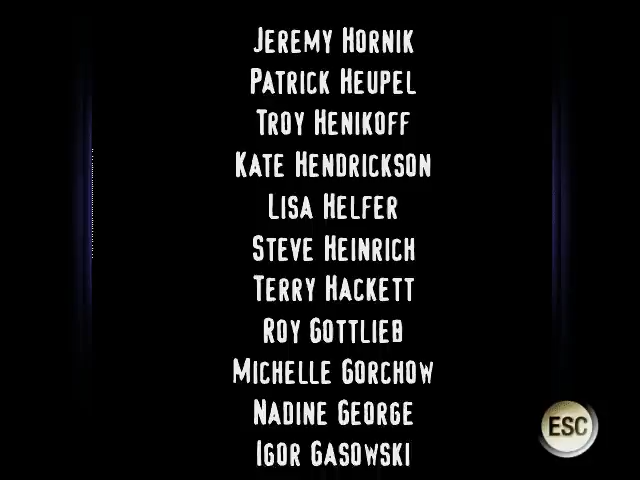 JEREMY HORNIK
PATRICK HEUPEL
TROY HENIKOFF
KATE HENDRICKSON
LISA HELFER
STEVE HEINRICH
TERRY HACKETT
ROY GOTTLIEB
MICHELLE GORCHOW
NADINE GEORGE
IGOR GASOWSKI
ESC